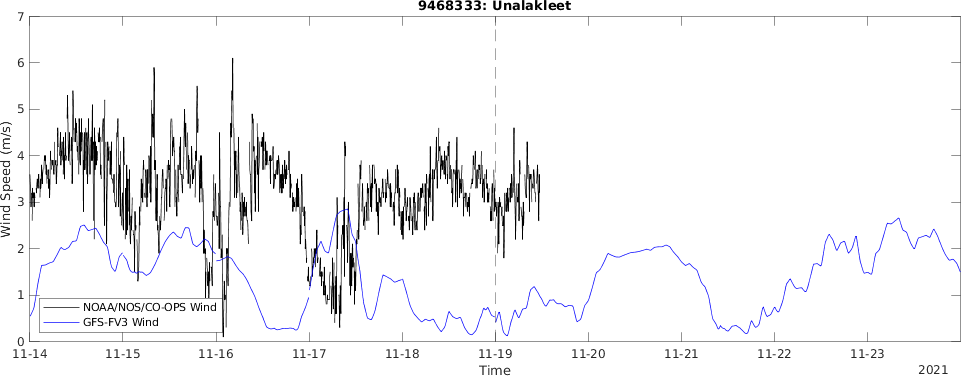 9468333: Unalakleet
Wind Speed (m/s)
7
6
5
4
3
2
1
0
NOAA/NOS/CO-OPS Wind
GFS-FV3 Wind
11-14 11-15 11-16 11-17 11-18 11-19 11-20 11-21 11-22 11-23
Time
2021